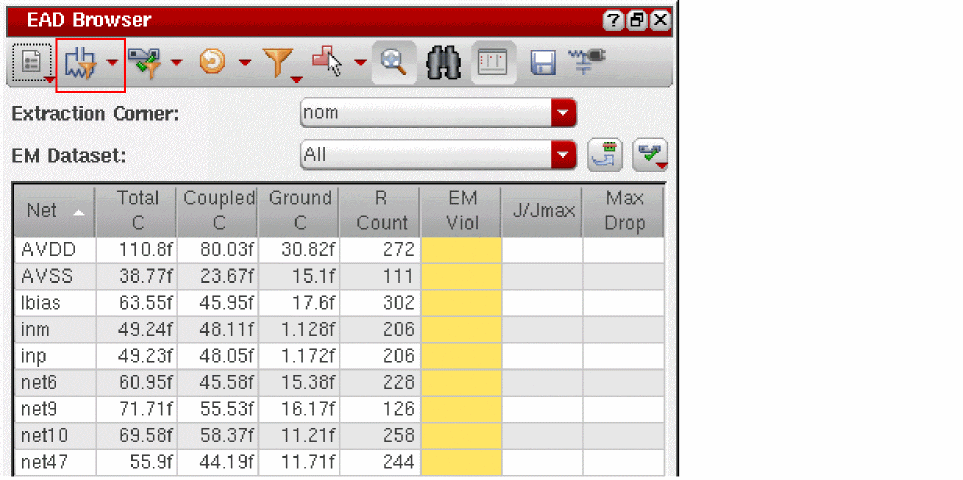 EAD Browser
Extraction Corner: nom
EM Dataset: All
Net Total C Coupled C Ground C R Count EM Viol J/Jmax Max Drop
AVDD 110.8f 80.03f 30.82f 272
AVSS 38.77f 23.67f 15.1f 111
Ibias 63.55f 45.95f 17.6f 302
inm 49.24f 48.11f 1.128f 206
inp 49.23f 48.05f 1.172f 206
net6 60.95f 45.58f 15.38f 228
net9 71.71f 55.53f 16.17f 126
net10 69.58f 58.37f 11.21f 258
net47 55.9f 44.19f 11.71f 244